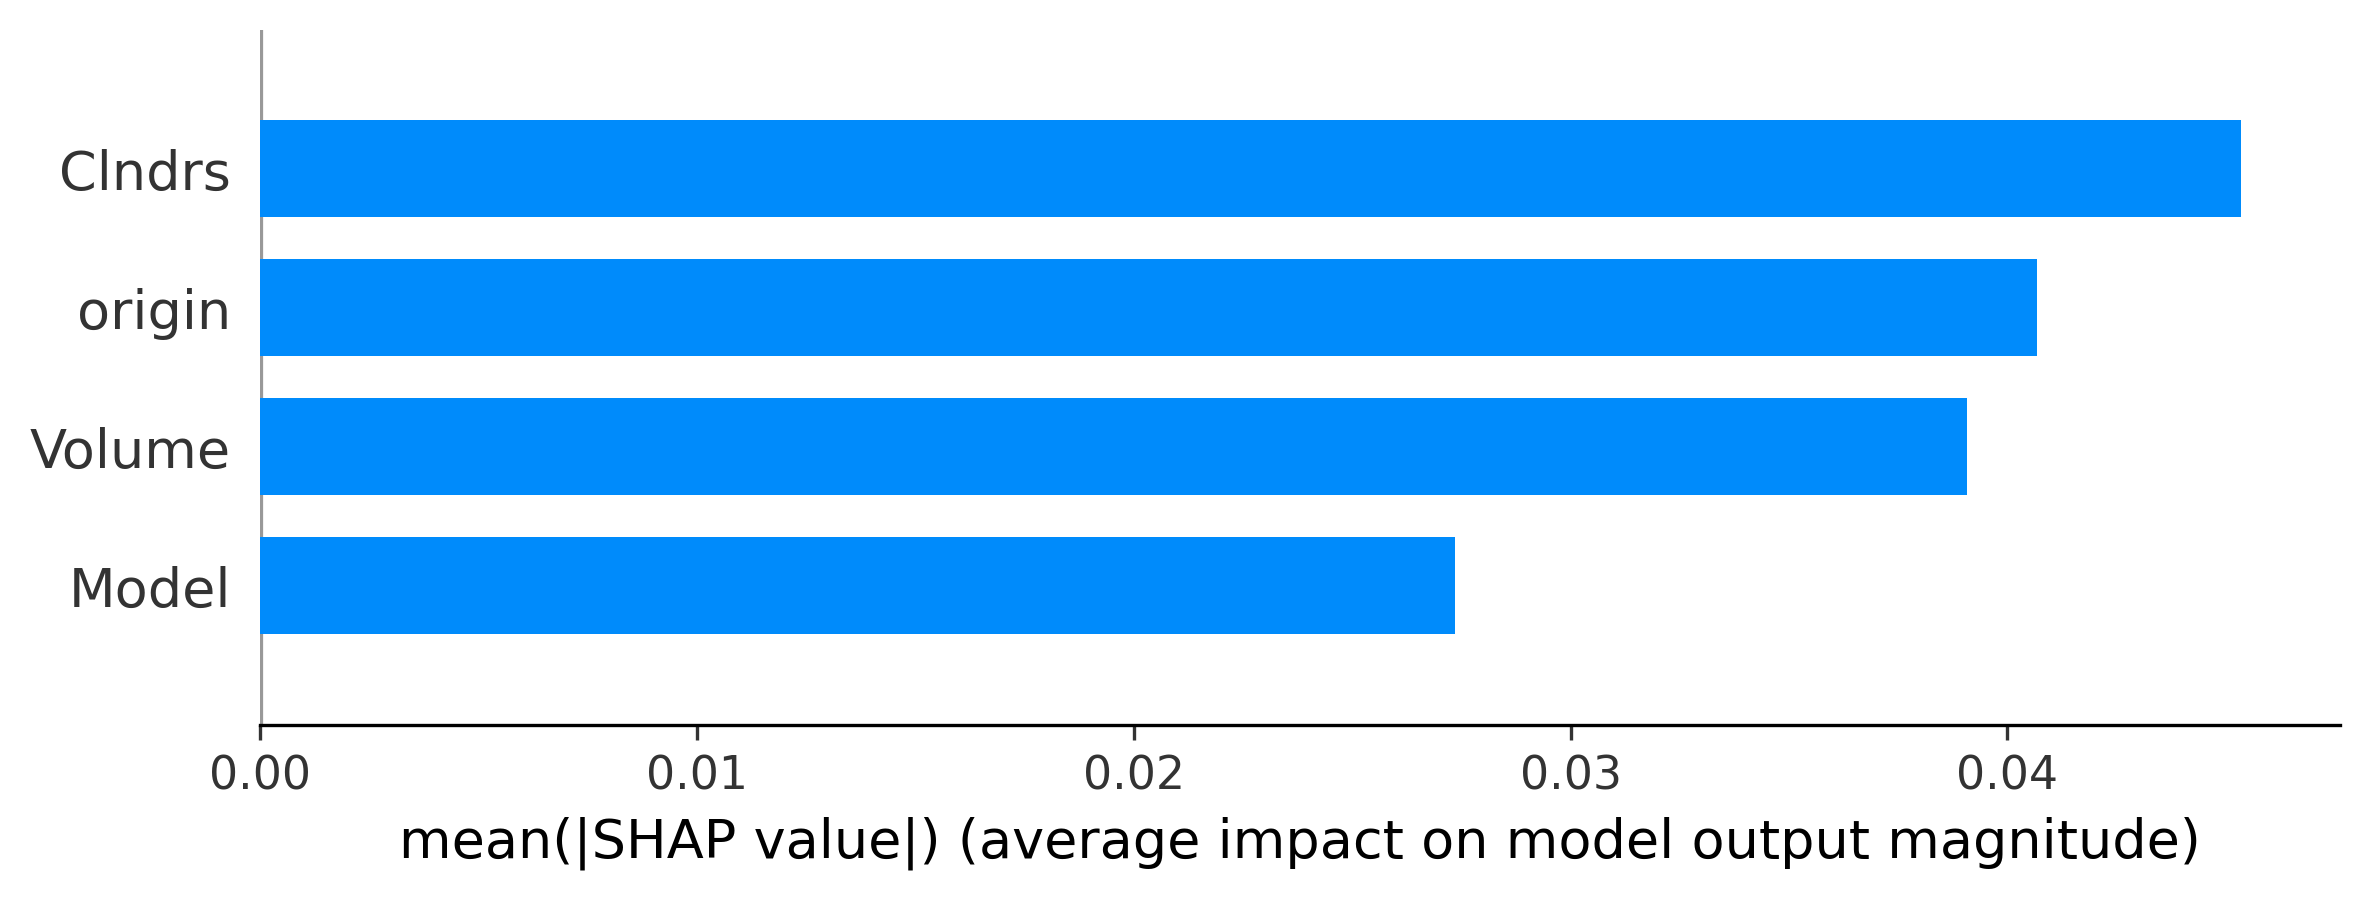 Clndrs
origin
Volume
Model
0.00 0.01 0.02 0.03 0.04
mean(|SHAP value|) (average impact on model output magnitude)